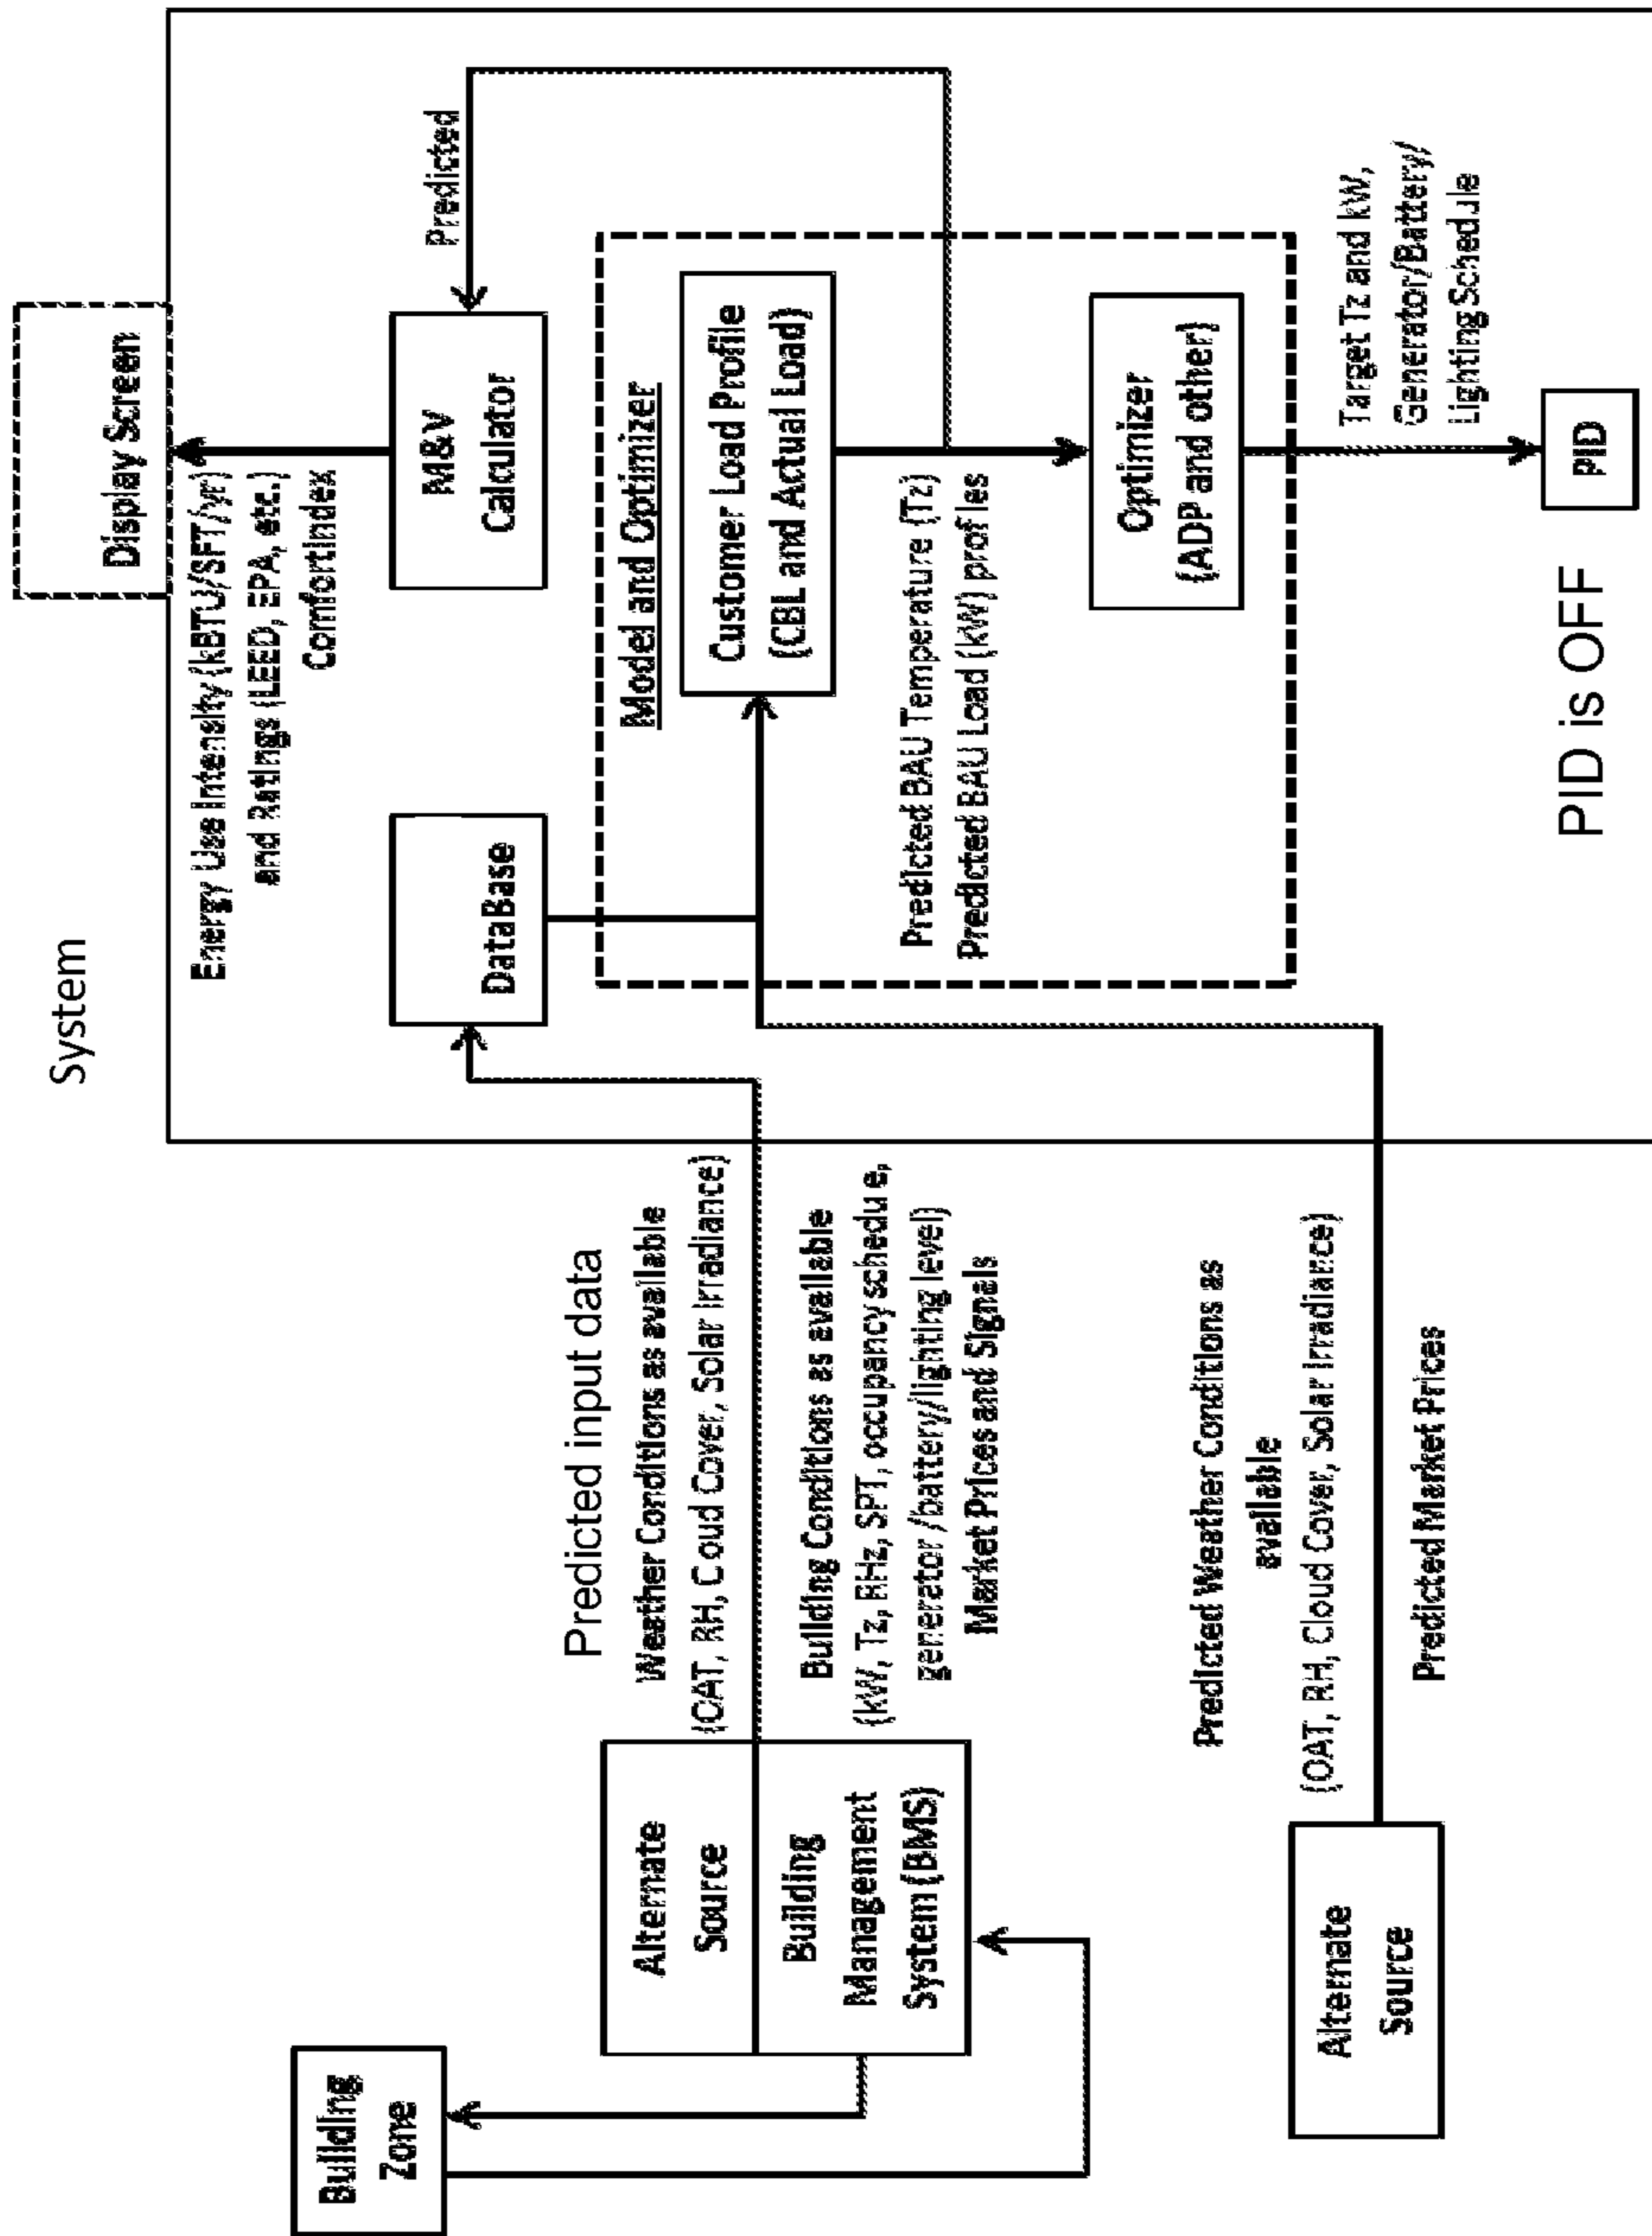 System
Display Screen
Energy Use Intensity (kBTU/SFT/yr)
and Ratings (LEED, EPA, etc.)
ComfortIndex
DataBase
M&V
Calculator
Predicted
Model and Optimizer
Customer Load Profile
(CBL and Actual Load)
Predicted BAU Temperature (Tz)
Predicted BAU Load (kW) profiles
Optimizer
(ADP and other)
Target Tz and kW,
Generator/Battery/
Lighting Schedule
PID
PID is OFF
Predicted input data
Weather Conditions as available
(OAT, RH, C oud Cover, Solar Irradiance)
Building Conditions as available
(kW, Tz, RHz, SPT, occupancy schedu e,
generator /battery/lighting level)
Market Prices and Signals
Predicted Weather Conditions as
available
(OAT, RH, Cloud Cover, Solar Irradiance)
Predicted Market Prices
Building
Zone
Alternate
Source
Building
Management
System (BMS)
Alternate
Source